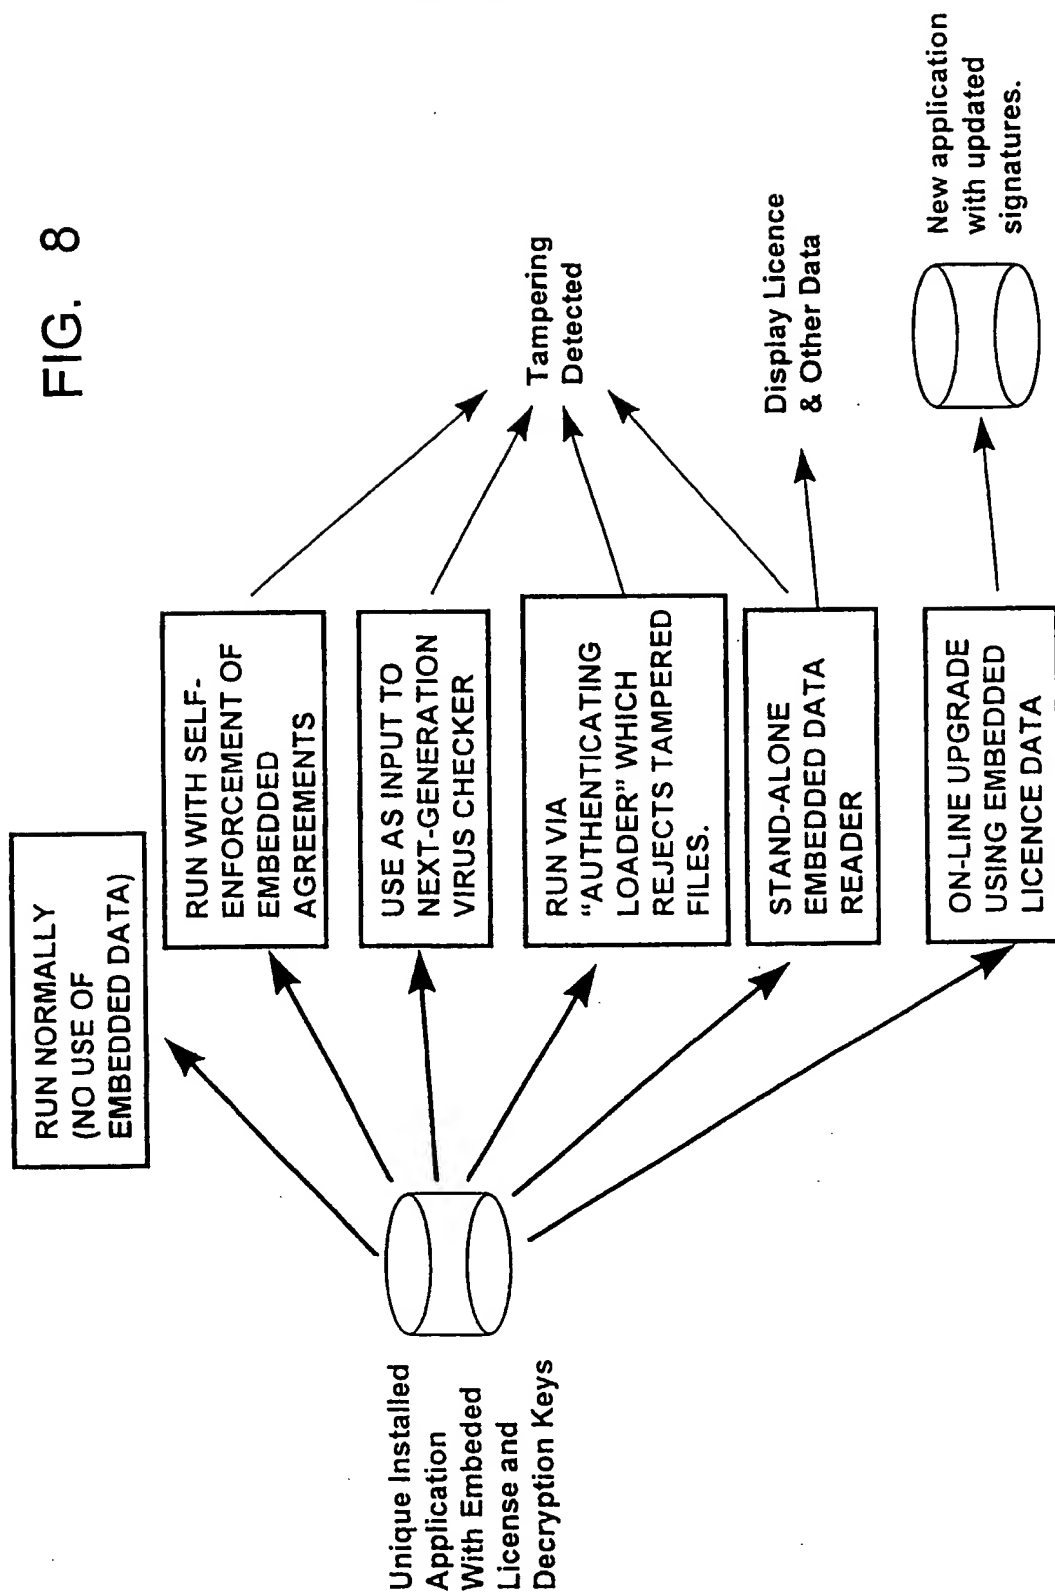 FIG. 8
Unique Installed
Application
With Embeded
License and
Decryption Keys
RUN NORMALLY
(NO USE OF
EMBEDDED DATA)
RUN WITH SELF-
ENFORCEMENT OF
EMBEDDED
AGREEMENTS
USE AS INPUT TO
NEXT-GENERATION
VIRUS CHECKER
RUN VIA
"AUTHENTICATING
LOADER" WHICH
REJECTS TAMPERED
FILES.
STAND-ALONE
EMBEDDED DATA
READER
ON-LINE UPGRADE
USING EMBEDDED
LICENCE DATA
Tampering
Detected
Display Licence
& Other Data
New application
with updated
signatures.